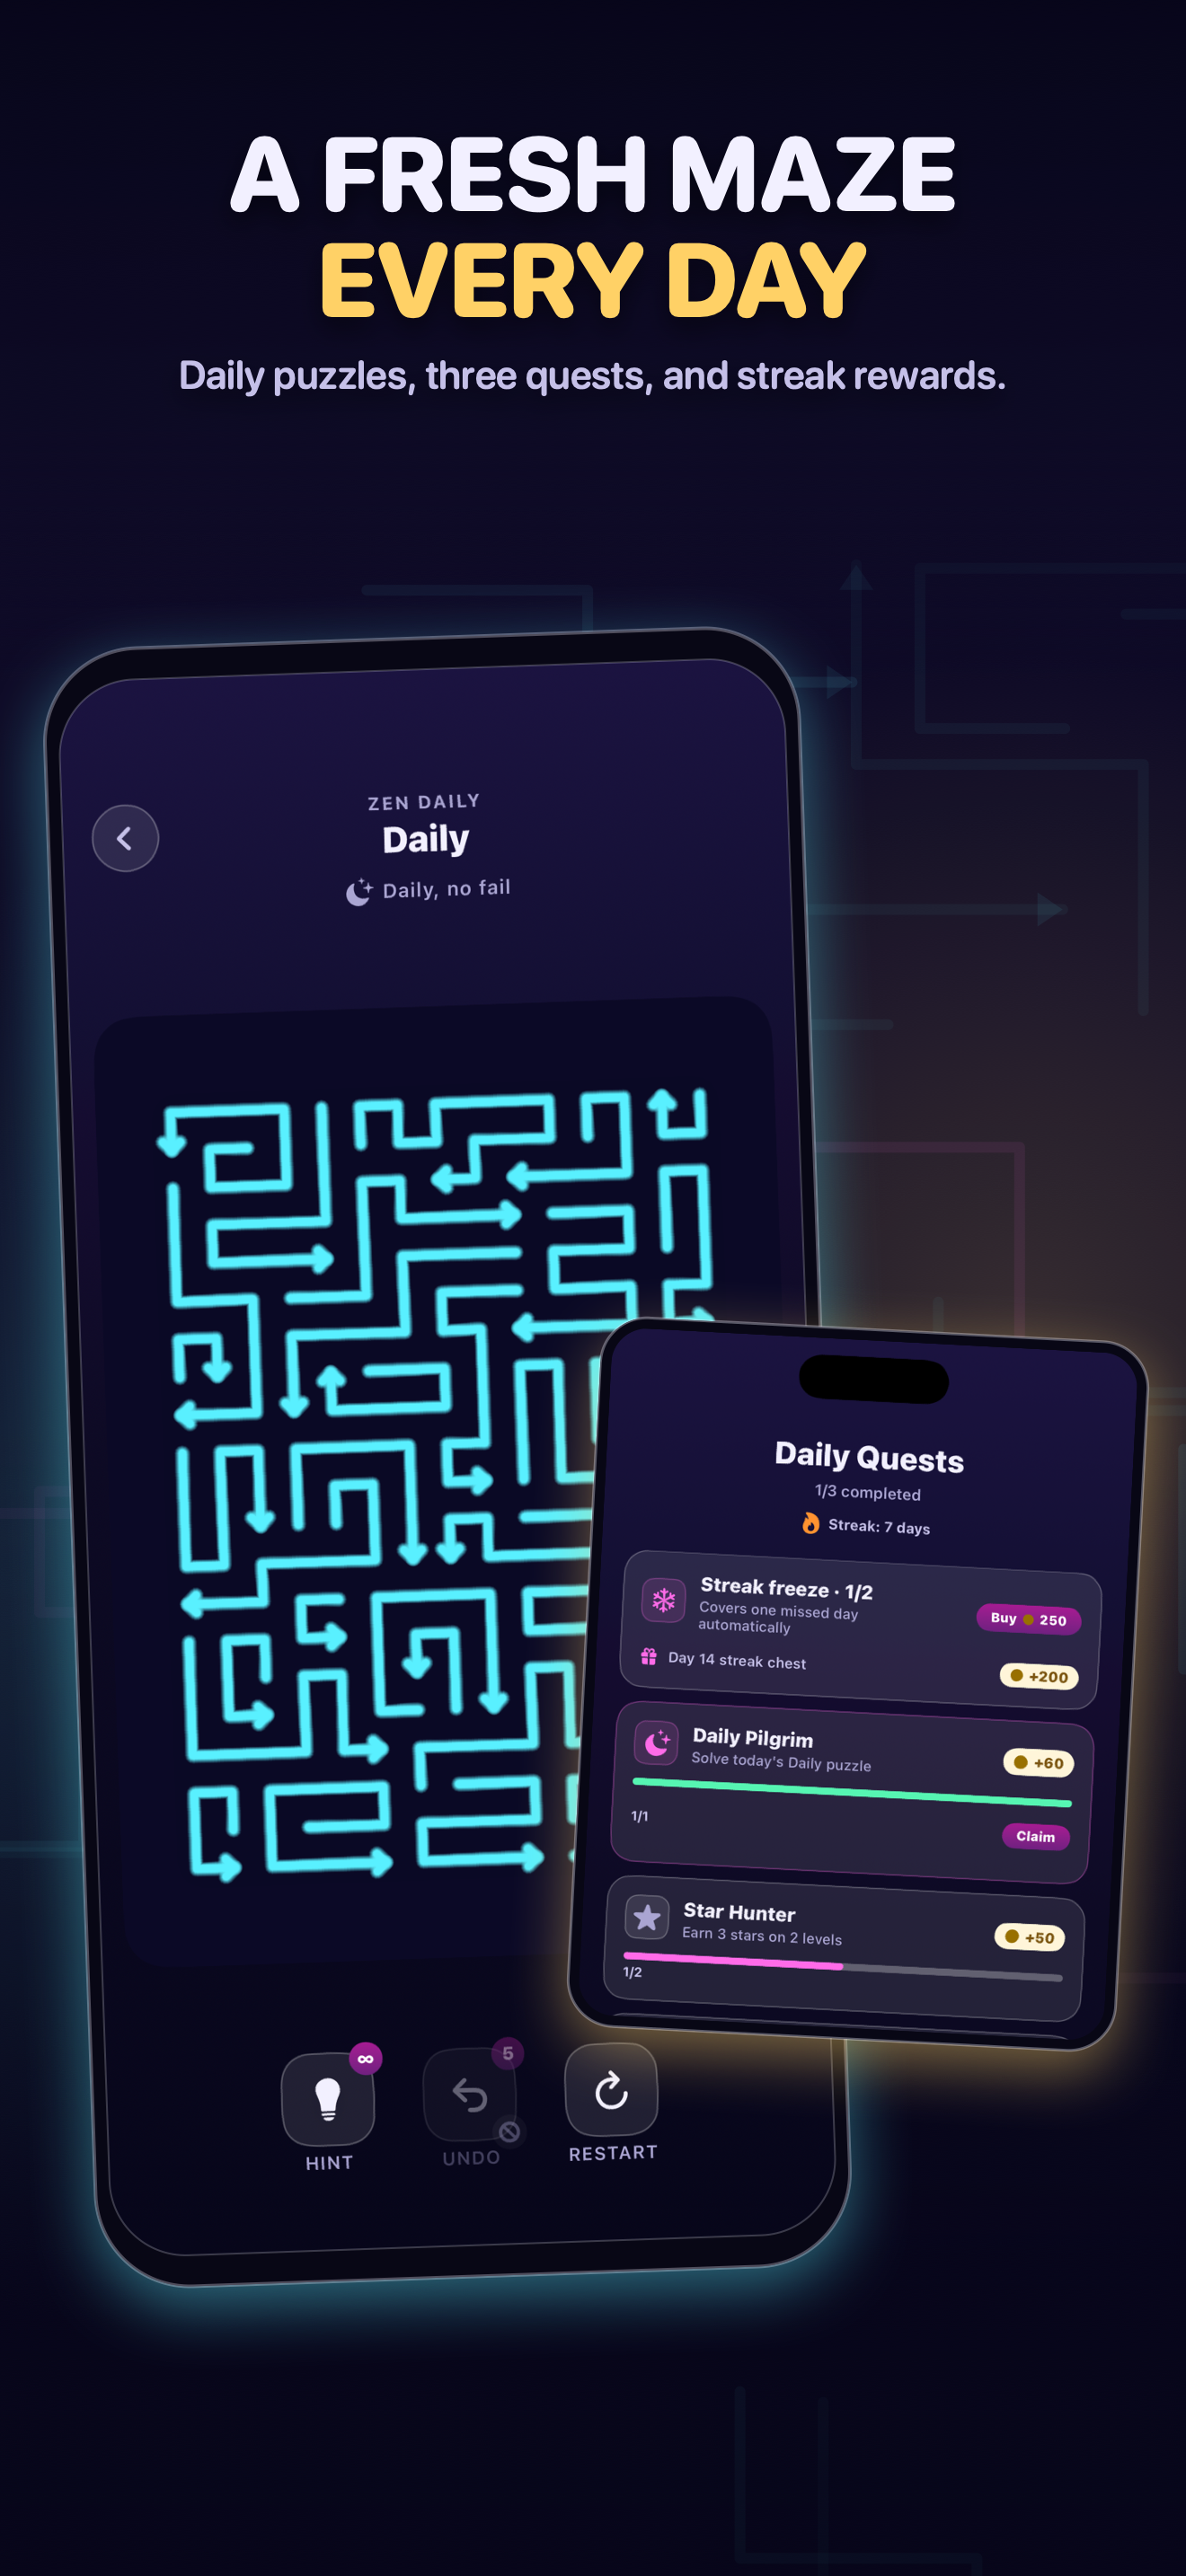 A FRESH MAZE
EVERY DAY
Daily puzzles, three quests, and streak rewards.
ZEN DAILY
Daily
Daily, no fail
Daily Quests
1/3 completed
Streak: 7 days
Streak freeze · 1/2
Covers one missed day
automatically
Buy 250
Day 14 streak chest
+200
Daily Pilgrim
Solve today's Daily puzzle
+60
1/1
Claim
Star Hunter
Earn 3 stars on 2 levels
+50
1/2
∞
5
HINT
UNDO
RESTART